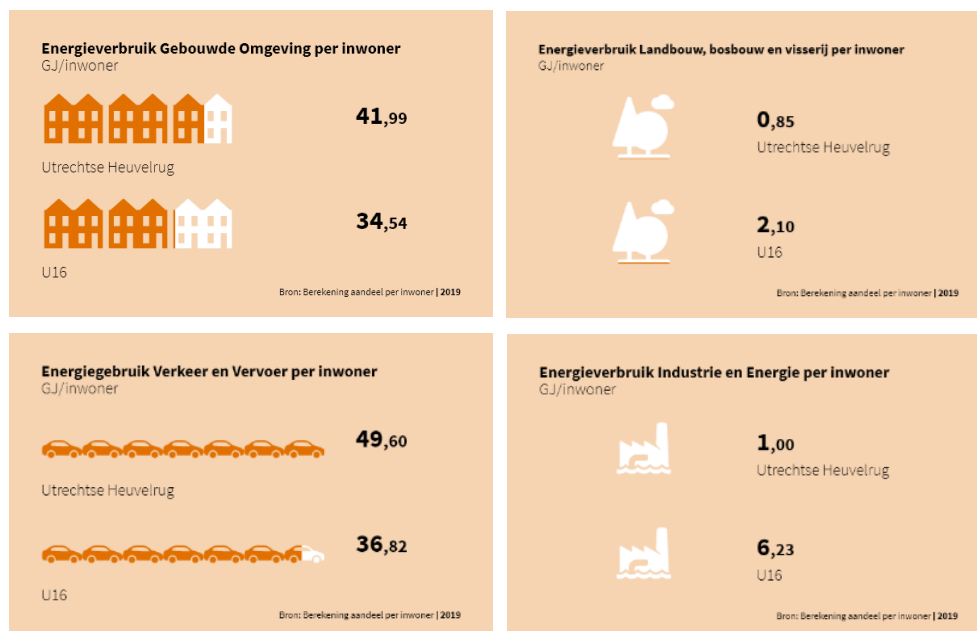 Energieverbruik Gebouwde Omgeving per inwoner
GJ/inwoner
41,99
Utrechtse Heuvelrug
34,54
U16
Bron: Berekening aandeel per inwoner | 2019
Energieverbruik Landbouw, bosbouw en visserij per inwoner
GJ/inwoner
0,85
Utrechtse Heuvelrug
2,10
U16
Bron: Berekening aandeel per inwoner | 2019
Energiegebruik Verkeer en Vervoer per inwoner
GJ/inwoner
49,60
Utrechtse Heuvelrug
36,82
U16
Bron: Berekening aandeel per inwoner | 2019
Energieverbruik Industrie en Energie per inwoner
GJ/inwoner
1,00
Utrechtse Heuvelrug
6,23
U16
Bron: Berekening aandeel per inwoner | 2019